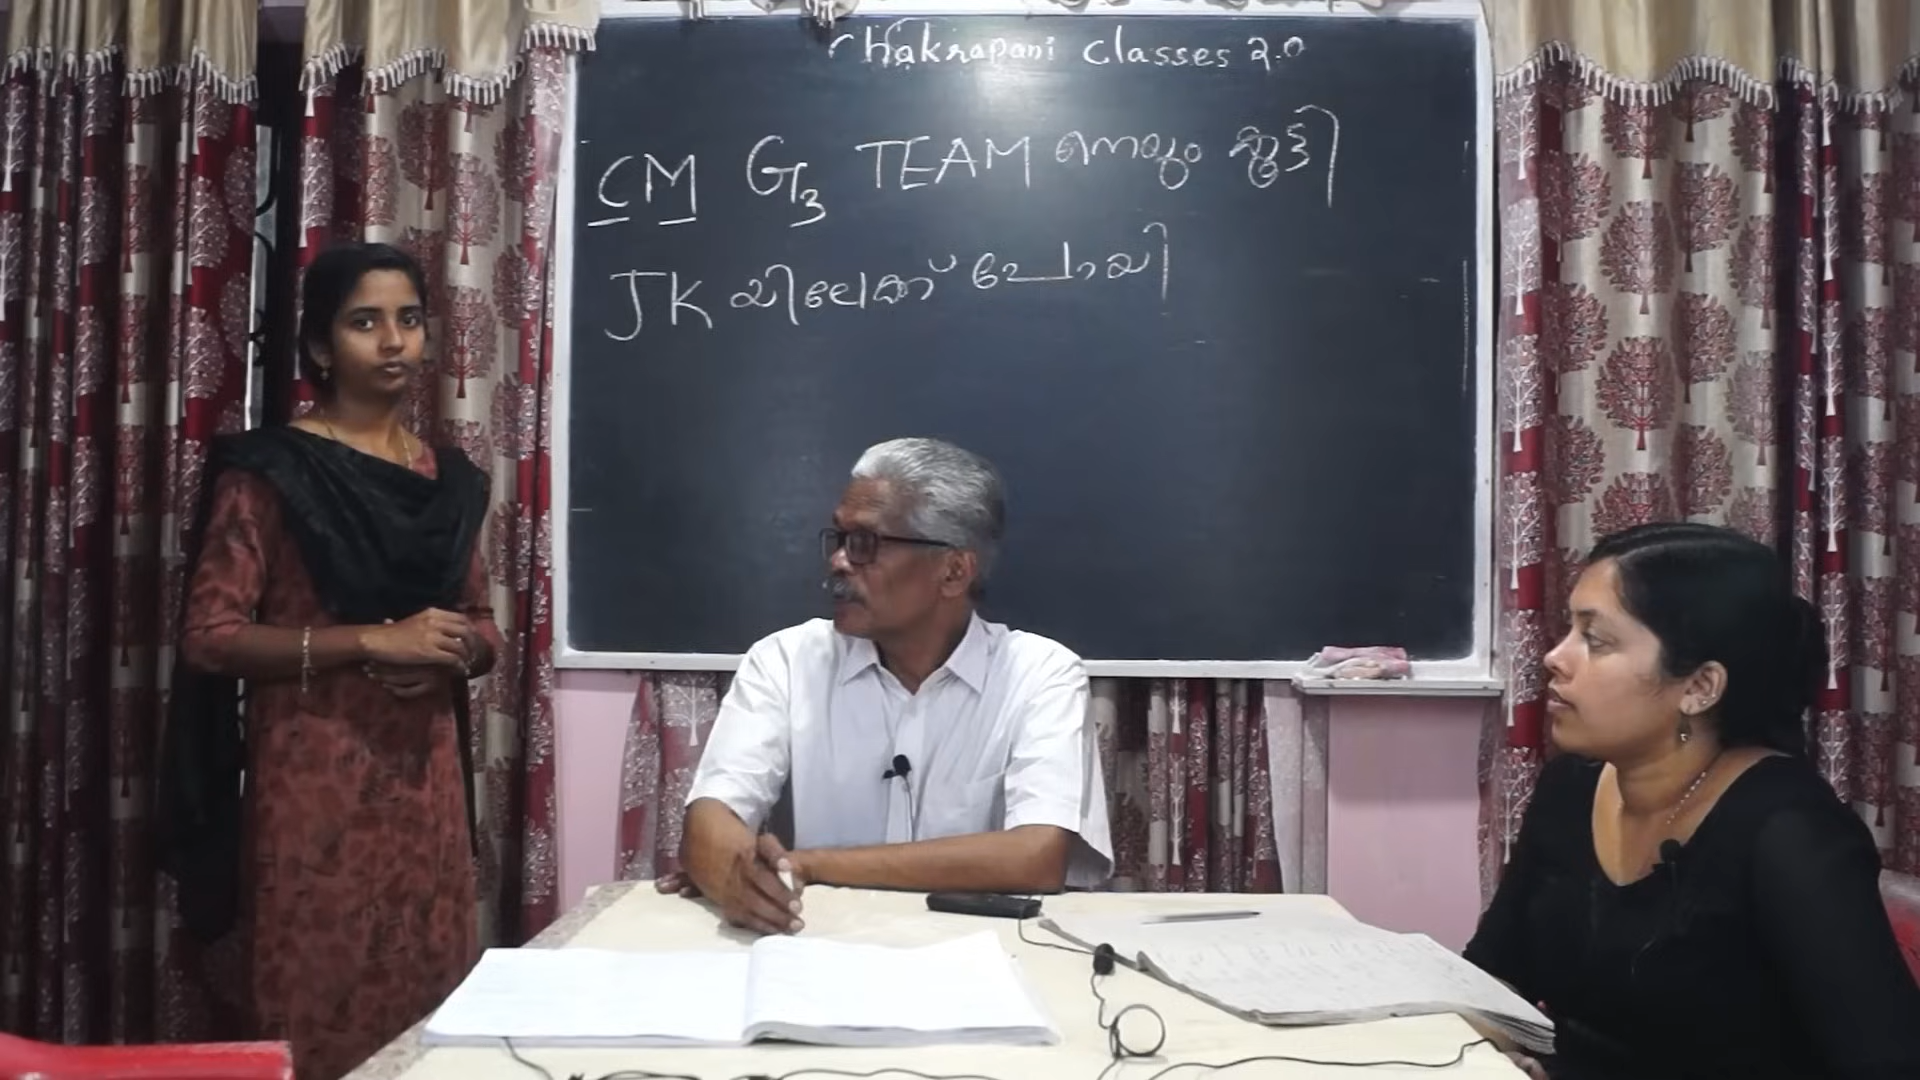 Chakrapani Classes 2.0
CM G3 TEAM നെയും കൂട്ടി
JK യിലേക്ക് പോയി